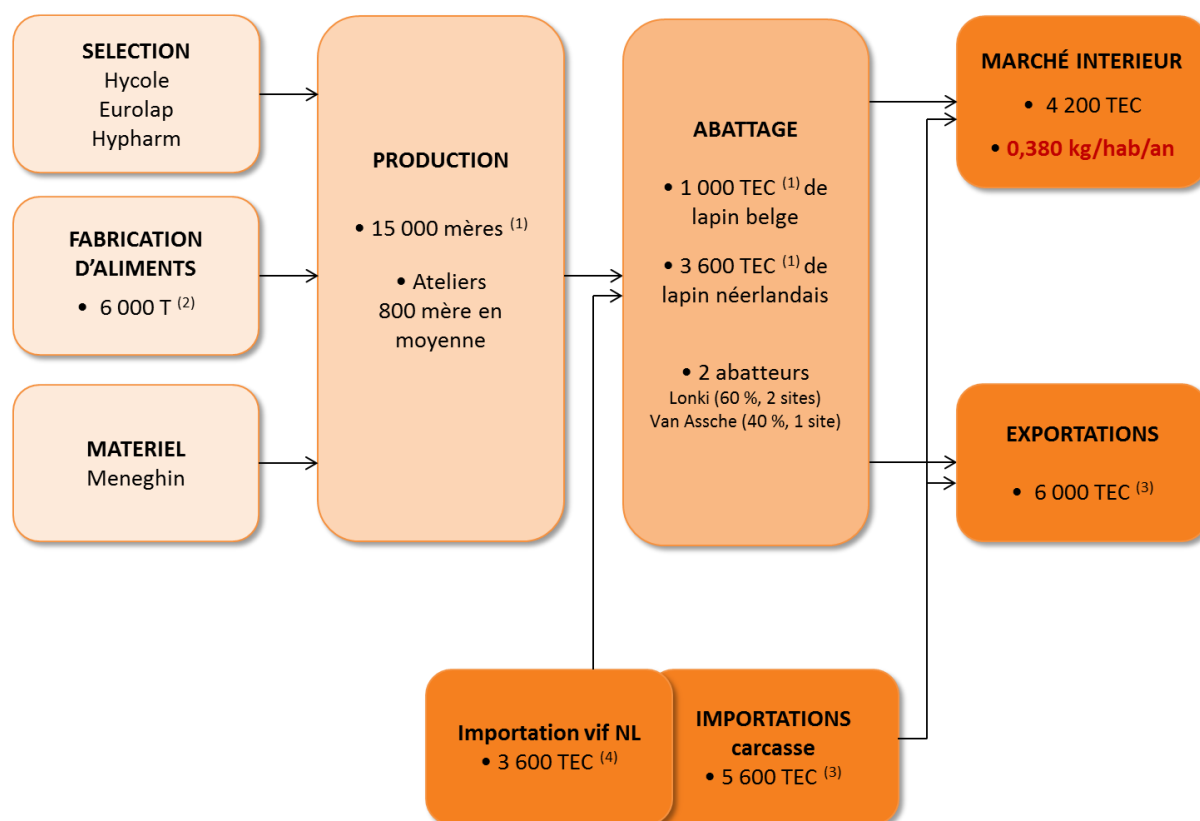 SELECTION
Hycole
Eurolap
Hypharm
FABRICATION
D'ALIMENTS
• 6 000 T (2)
MATERIEL
Meneghin
PRODUCTION
• 15 000 mères (1)
• Ateliers
800 mère en
moyenne
ABATTAGE
• 1 000 TEC (1) de
lapin belge
• 3 600 TEC (1) de
lapin néerlandais
• 2 abatteurs
Lonki (60 %, 2 sites)
Van Assche (40 %, 1 site)
MARCHÉ INTERIEUR
• 4 200 TEC
• 0,380 kg/hab/an
EXPORTATIONS
• 6 000 TEC (3)
Importation vif NL
• 3 600 TEC (4)
IMPORTATIONS
carcasse
• 5 600 TEC (3)